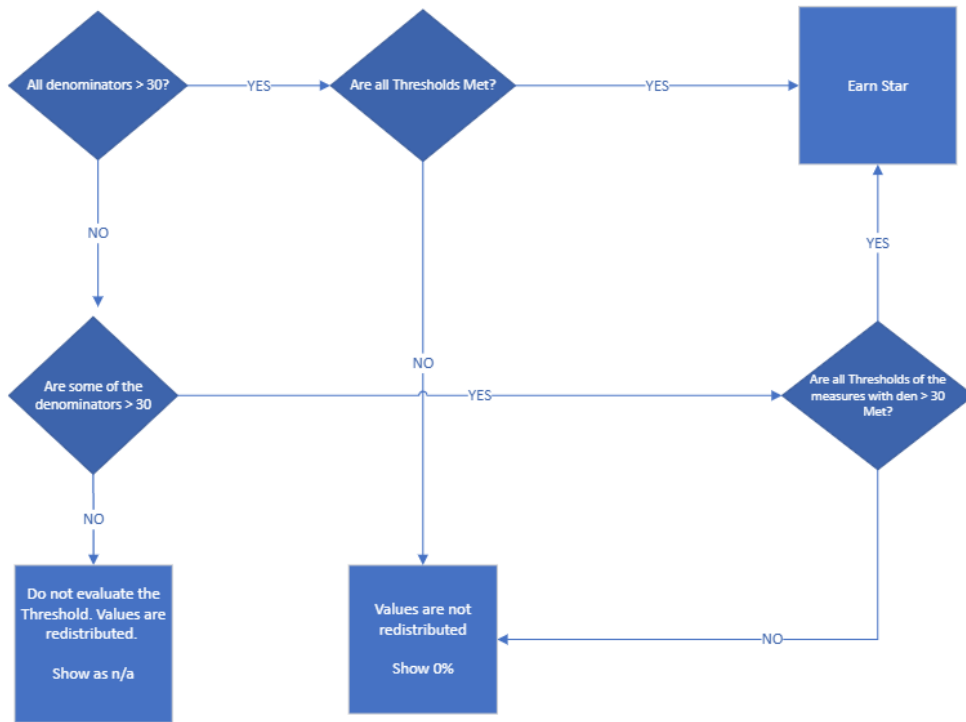 All denominators > 30?
YES
Are all Thresholds Met?
YES
Earn Star
NO
YES
NO
Are some of the
denominators > 30
YES
Are all Thresholds of the
measures with den > 30
Met?
NO
Do not evaluate the
Threshold. Values are
redistributed.
Show as n/a
Values are not
redistributed
Show 0%
NO